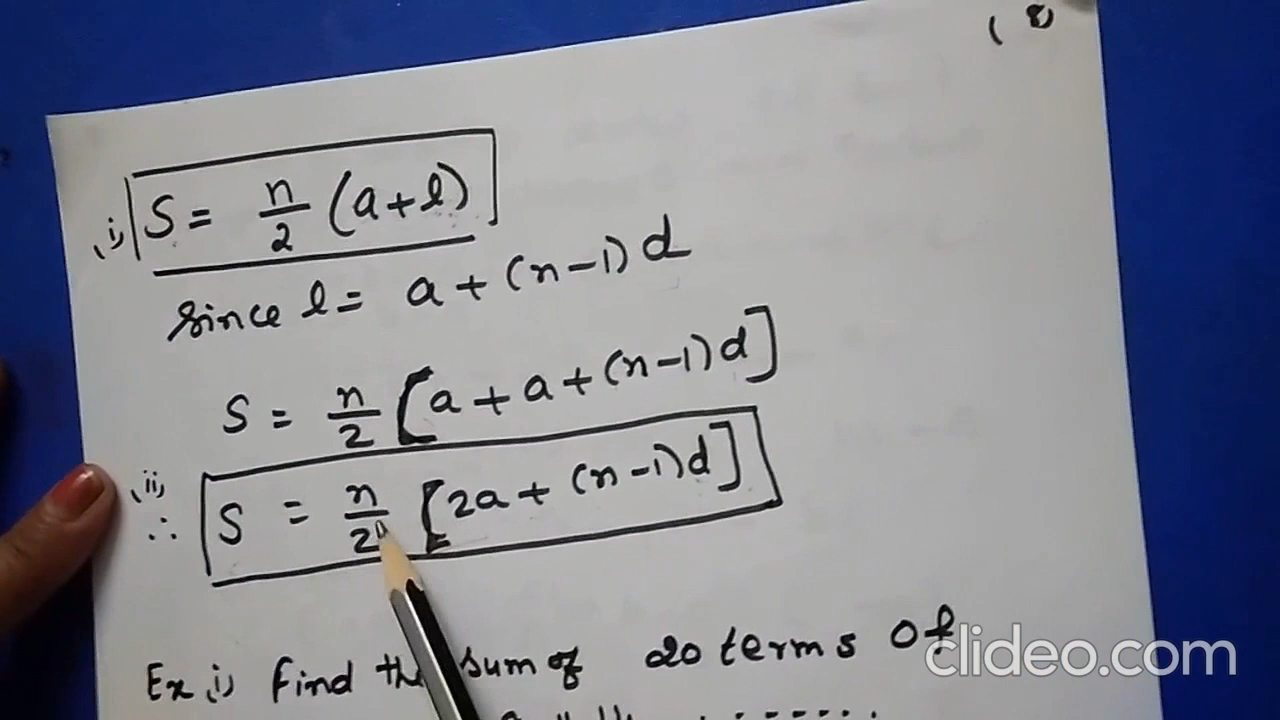 (8)
(i) S = n/2 (a+l)
since l = a + (n-1) d
S = n/2 [a + a + (n-1) d]
(ii)
∴ S = n/2 [2a + (n-1)d]
Ex i) Find the sum of 20 terms of
clideo.com